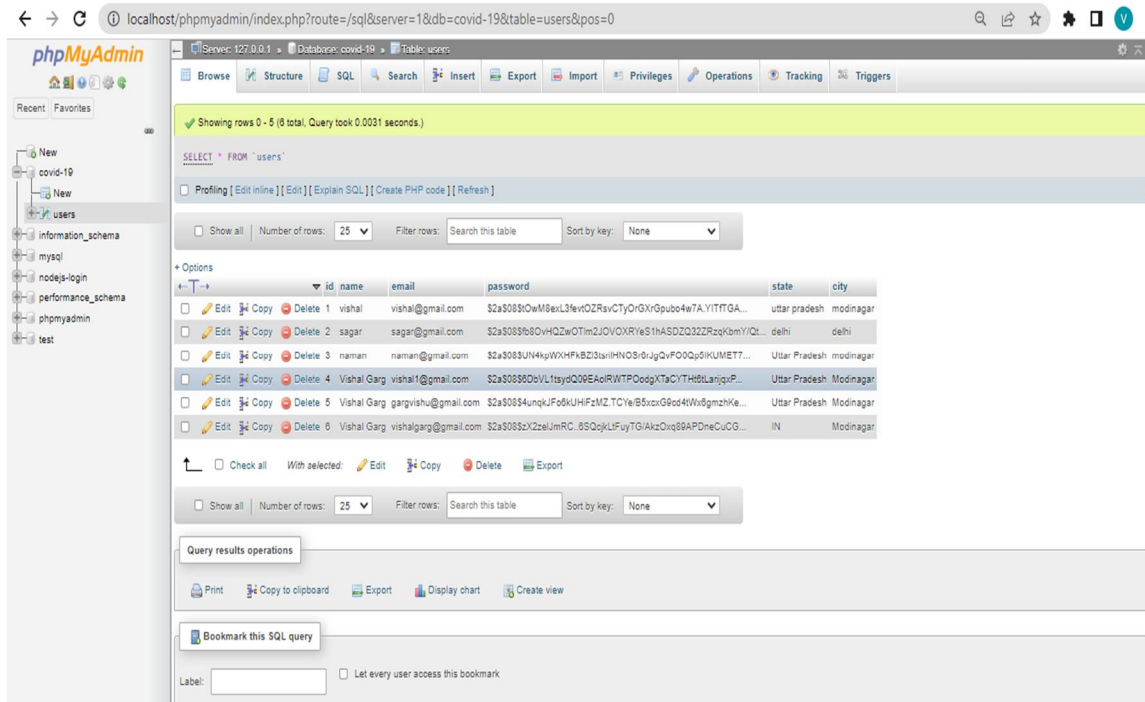 localhost/phpmyadmin/index.php?route=/sql&server=1&db=covid-19&table=users&pos=0
V
phpMyAdmin
Recent Favorites
New
covid-19
New
users
information_schema
mysql
nodejs-login
performance_schema
phpmyadmin
test
Server: 127.0.0.1 » Database: covid-19 » Table: users
Browse Structure SQL Search Insert Export Import Privileges Operations Tracking Triggers
Showing rows 0 - 5 (6 total, Query took 0.0031 seconds.)
SELECT * FROM `users`
Profiling [ Edit inline ] [ Edit ] [ Explain SQL ] [ Create PHP code ] [ Refresh ]
Show all Number of rows: 25 Filter rows: Search this table Sort by key: None
+ Options
id name email password state city
Edit Copy Delete 1 vishal vishal@gmail.com uttar pradesh modinagar
Edit Copy Delete 2 sagar sagar@gmail.com delhi delhi
Edit Copy Delete 3 naman naman@gmail.com Uttar Pradesh modinagar
Edit Copy Delete 4 Vishal Garg vishal1@gmail.com Uttar Pradesh Modinagar
Edit Copy Delete 5 Vishal Garg gargvishu@gmail.com Uttar Pradesh Modinagar
Edit Copy Delete 6 Vishal Garg vishalgarg@gmail.com IN Modinagar
Check all With selected: Edit Copy Delete Export
Show all Number of rows: 25 Filter rows: Search this table Sort by key: None
Query results operations
Print Copy to clipboard Export Display chart Create view
Bookmark this SQL query
Label: Let every user access this bookmark